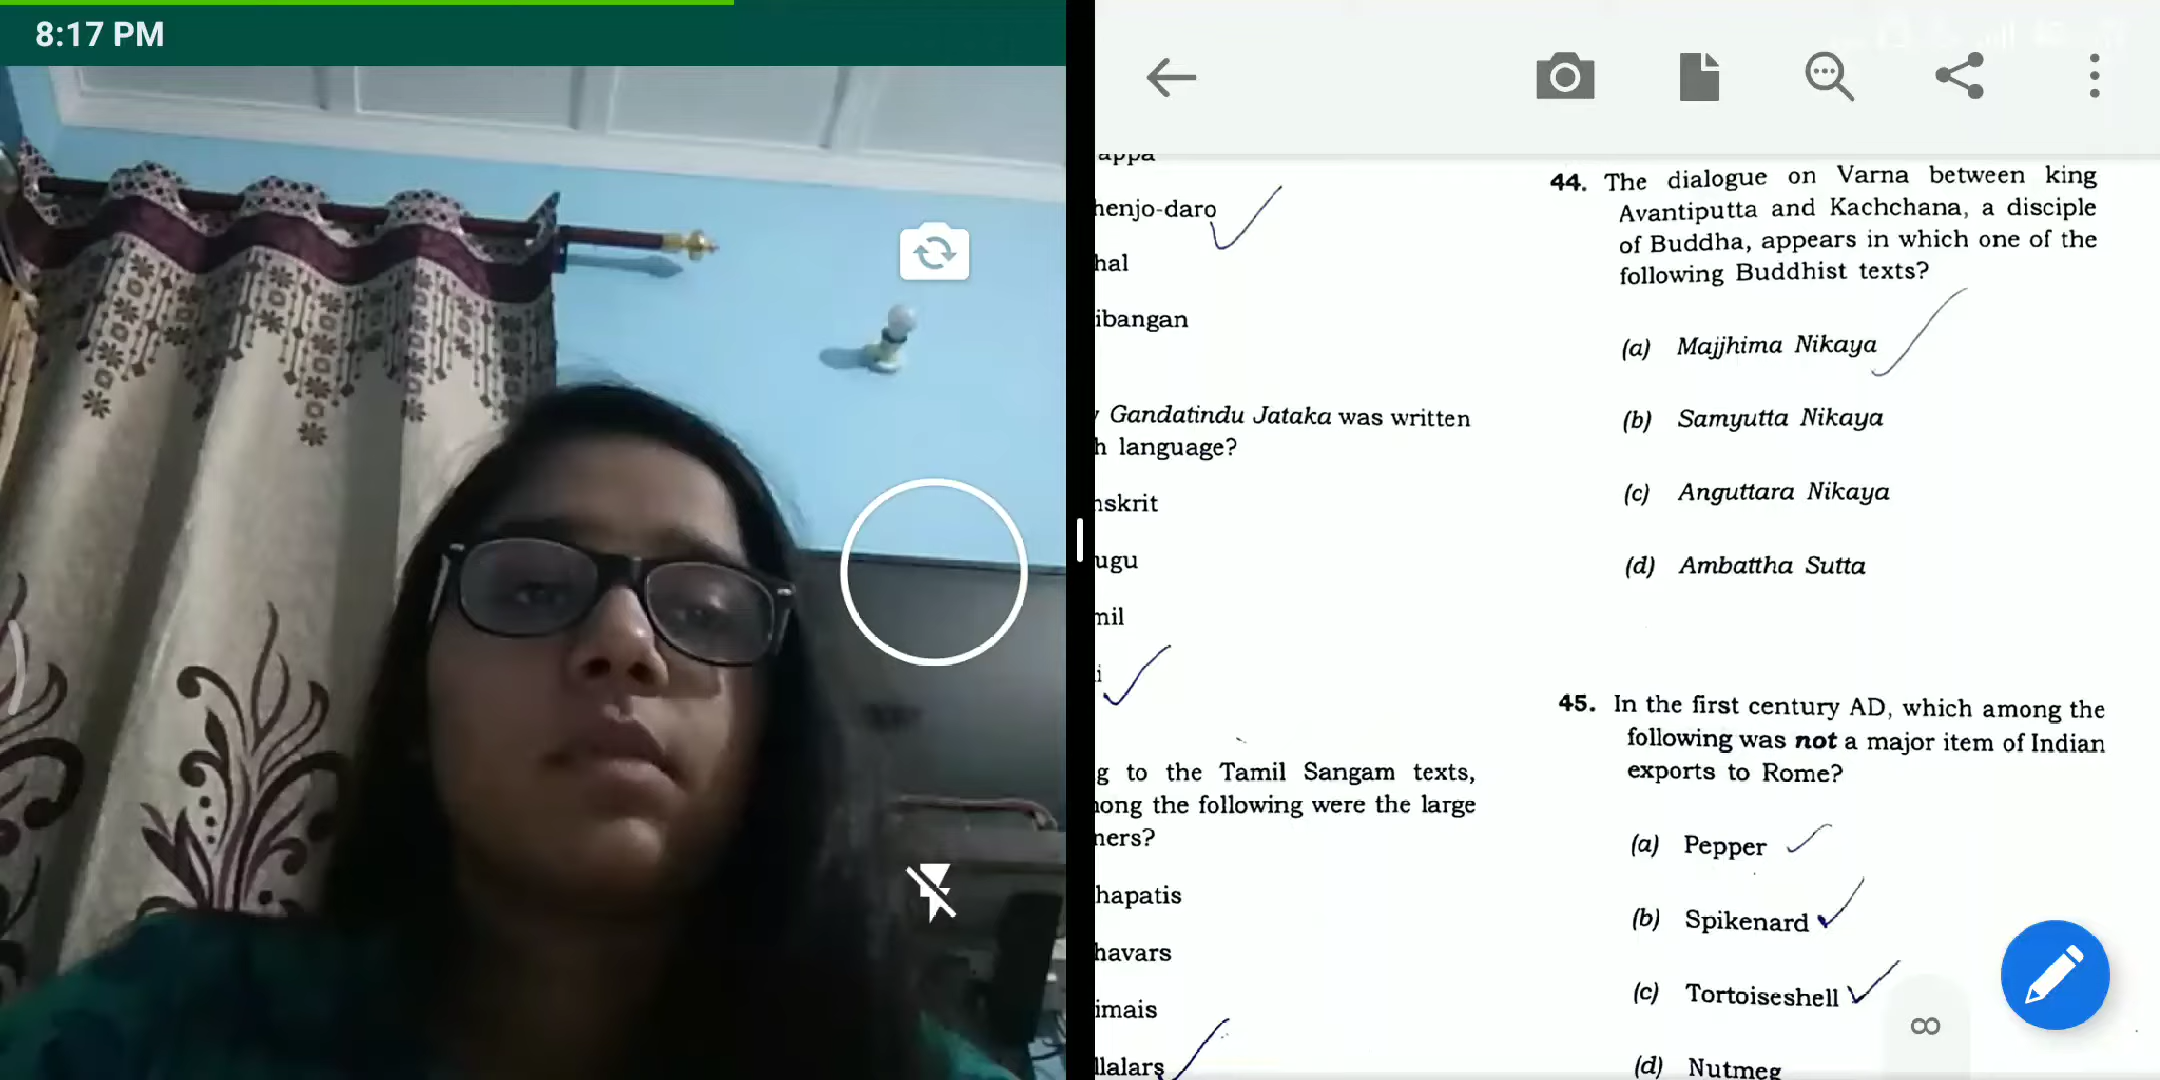 8:17 PM
appa
henjo-daro
hal
ibangan
Gandatindu Jataka was written
h language?
nskrit
ugu
mil
i
g to the Tamil Sangam texts,
ong the following were the large
ners?
hapatis
havars
imais
llalars
44. The dialogue on Varna between king
Avantiputta and Kachchana, a disciple
of Buddha, appears in which one of the
following Buddhist texts?
(a) Majjhima Nikaya
(b) Samyutta Nikaya
(c) Anguttara Nikaya
(d) Ambattha Sutta
45. In the first century AD, which among the
following was not a major item of Indian
exports to Rome?
(a) Pepper
(b) Spikenard
(c) Tortoiseshell
(d) Nutmeg